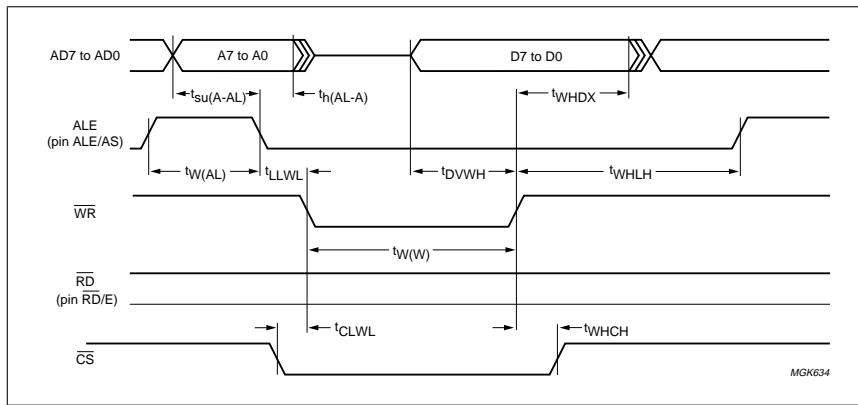 AD7 to AD0
A7 to A0
D7 to D0
tsu(A-AL)
th(AL-A)
tWHDX
ALE
(pin ALE/AS)
tW(AL)
tLLWL
tDVWH
tWHLH
WR
tW(W)
RD
(pin RD/E)
tCLWL
tWHCH
CS
MGK634